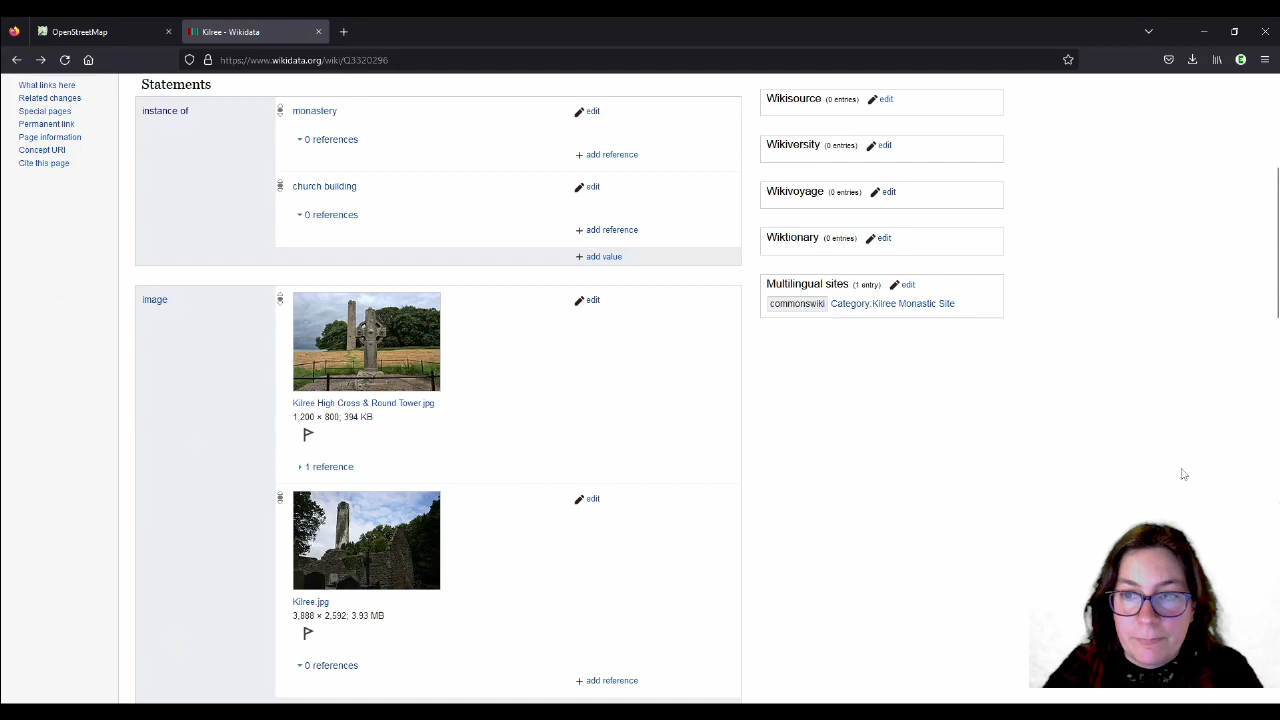 OpenStreetMap
Kilree - Wikidata
https://www.wikidata.org/wiki/Q3320296
What links here
Related changes
Special pages
Permanent link
Page information
Concept URI
Cite this page
Statements
instance of
monastery
edit
0 references
+ add reference
church building
edit
0 references
+ add reference
+ add value
image
edit
Kilree High Cross & Round Tower.jpg
1,200 × 800; 394 KB
1 reference
edit
Kilree.jpg
3,888 × 2,592; 3.93 MB
0 references
+ add reference
Wikisource (0 entries) edit
Wikiversity (0 entries) edit
Wikivoyage (0 entries) edit
Wiktionary (0 entries) edit
Multilingual sites (1 entry) edit
commonswiki Category:Kilree Monastic Site